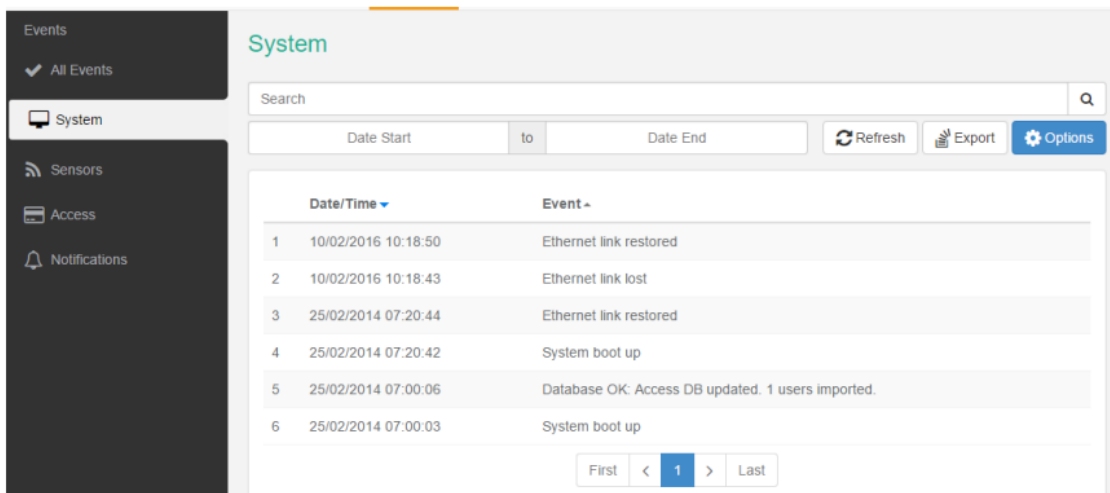 Events
All Events
System
Sensors
Access
Notifications
System
Search
Date Start to Date End Refresh Export Options
Date/Time Event
1 10/02/2016 10:18:50 Ethernet link restored
2 10/02/2016 10:18:43 Ethernet link lost
3 25/02/2014 07:20:44 Ethernet link restored
4 25/02/2014 07:20:42 System boot up
5 25/02/2014 07:00:06 Database OK: Access DB updated. 1 users imported.
6 25/02/2014 07:00:03 System boot up
First < 1 > Last